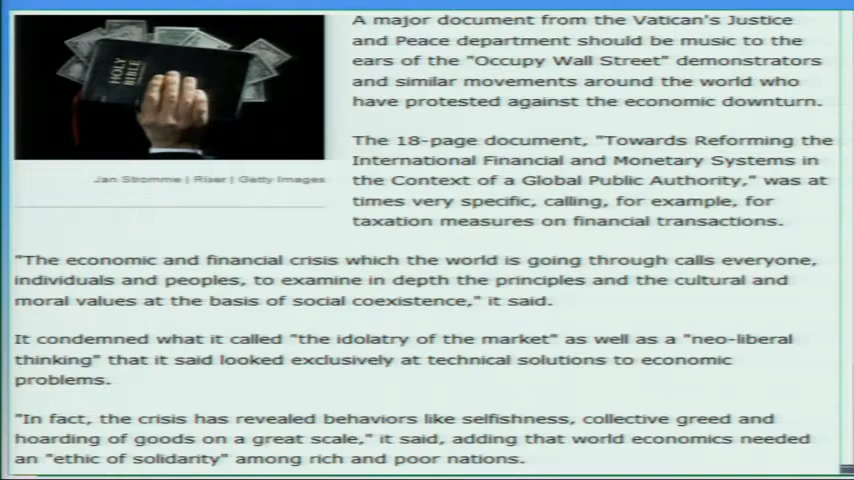 HOLY
BIBLE
Jan Stromme | Riser | Getty Images
A major document from the Vatican's Justice
and Peace department should be music to the
ears of the "Occupy Wall Street" demonstrators
and similar movements around the world who
have protested against the economic downturn.
The 18-page document, "Towards Reforming the
International Financial and Monetary Systems in
the Context of a Global Public Authority," was at
times very specific, calling, for example, for
taxation measures on financial transactions.
"The economic and financial crisis which the world is going through calls everyone,
individuals and peoples, to examine in depth the principles and the cultural and
moral values at the basis of social coexistence," it said.
It condemned what it called "the idolatry of the market" as well as a "neo-liberal
thinking" that it said looked exclusively at technical solutions to economic
problems.
"In fact, the crisis has revealed behaviors like selfishness, collective greed and
hoarding of goods on a great scale," it said, adding that world economics needed
an "ethic of solidarity" among rich and poor nations.